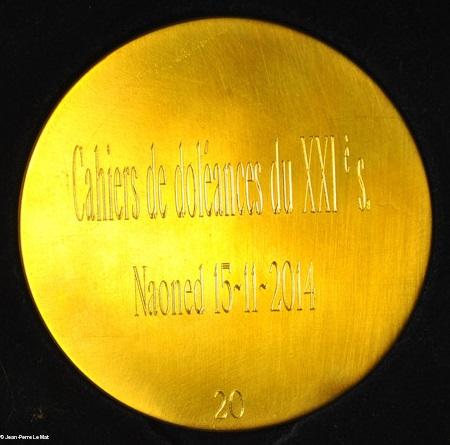 Cahiers de doléances du XXI è s.
Naoned 15~11~2014
20
© Jean-Pierre Le Mat